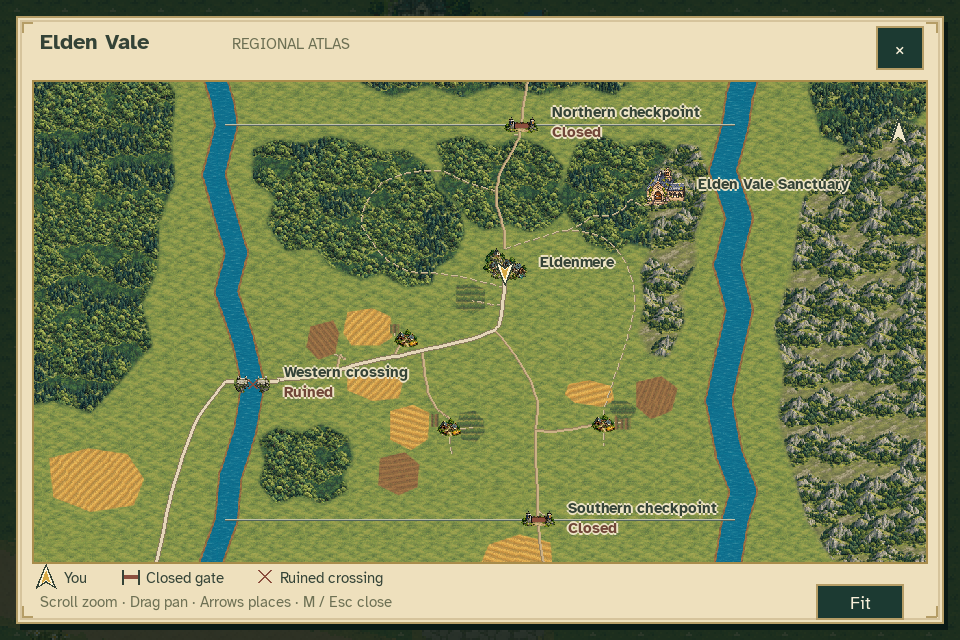 Elden Vale
REGIONAL ATLAS
×
Northern checkpoint
Closed
Elden Vale Sanctuary
Eldenmere
Western crossing
Ruined
Southern checkpoint
Closed
You
Closed gate
Ruined crossing
Scroll zoom · Drag pan · Arrows places · M / Esc close
Fit